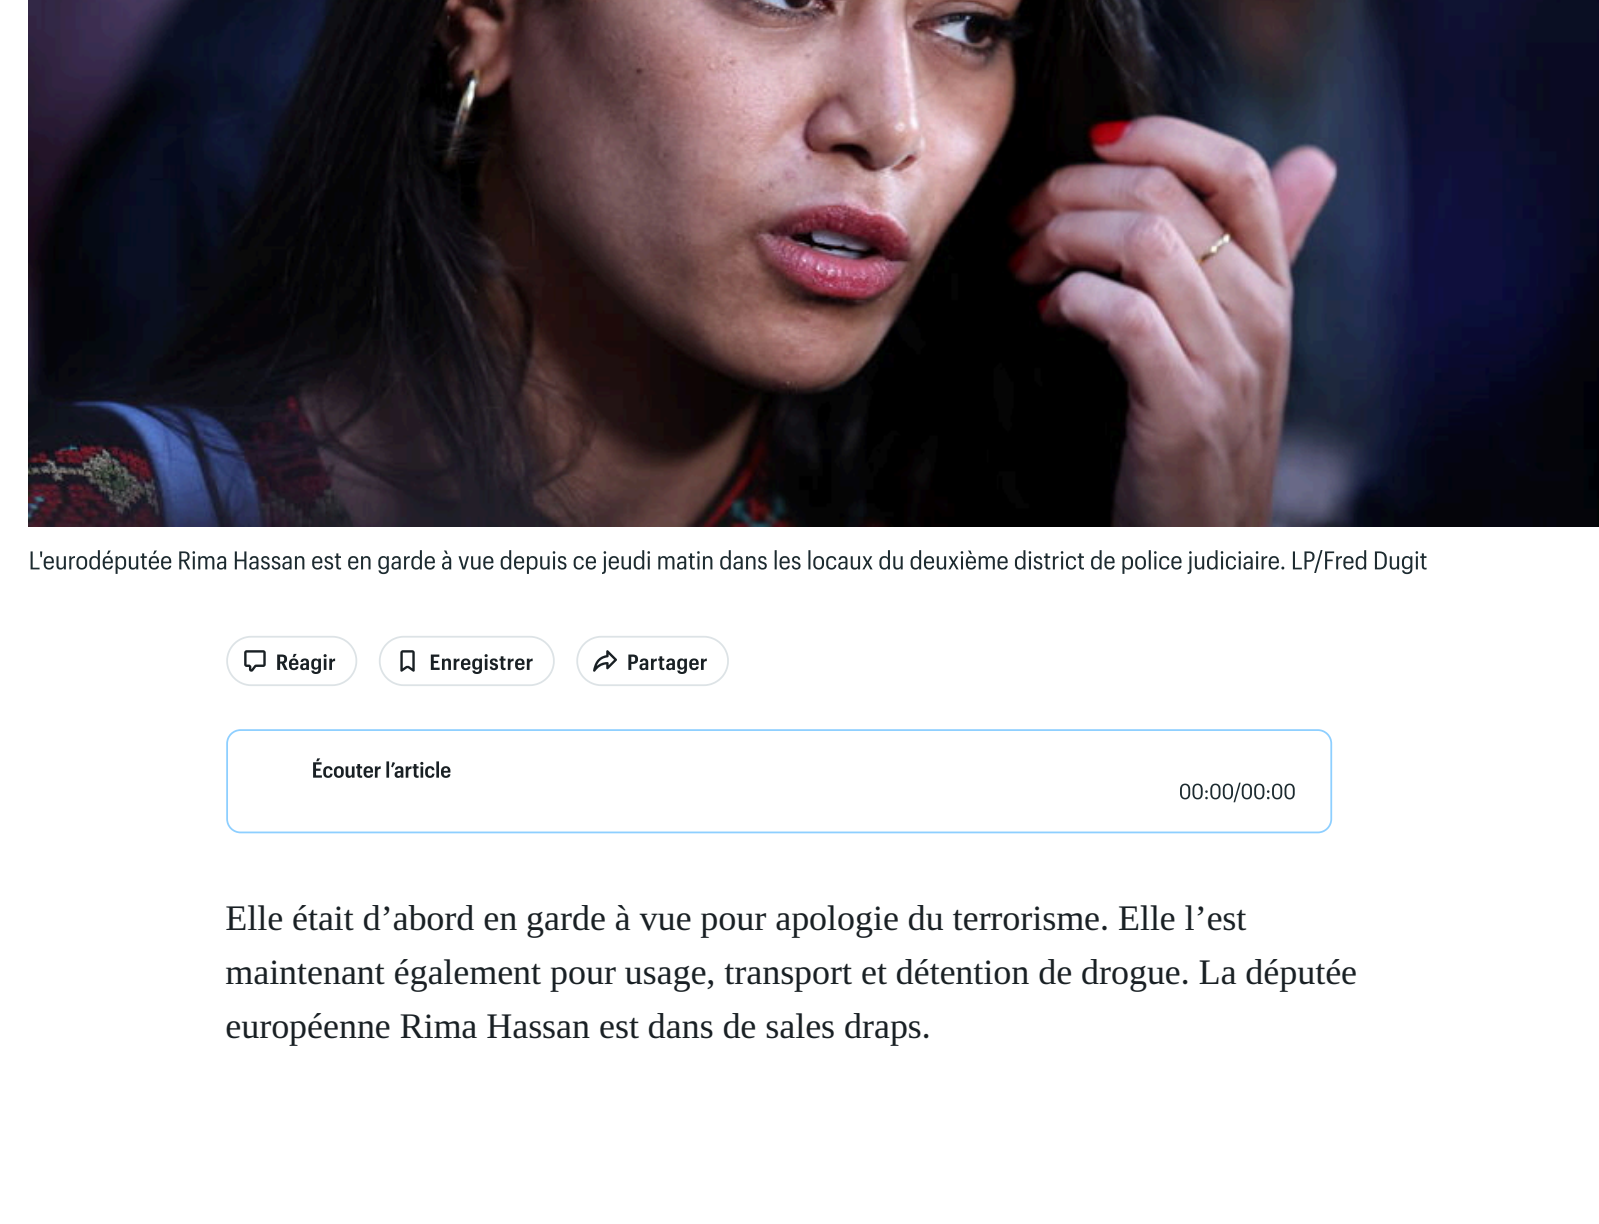 L'eurodéputée Rima Hassan est en garde à vue depuis ce jeudi matin dans les locaux du deuxième district de police judiciaire. LP/Fred Dugit
Réagir Enregistrer Partager
Écouter l’article
00:00/00:00
Elle était d’abord en garde à vue pour apologie du terrorisme. Elle l’est
maintenant également pour usage, transport et détention de drogue. La députée
européenne Rima Hassan est dans de sales draps.